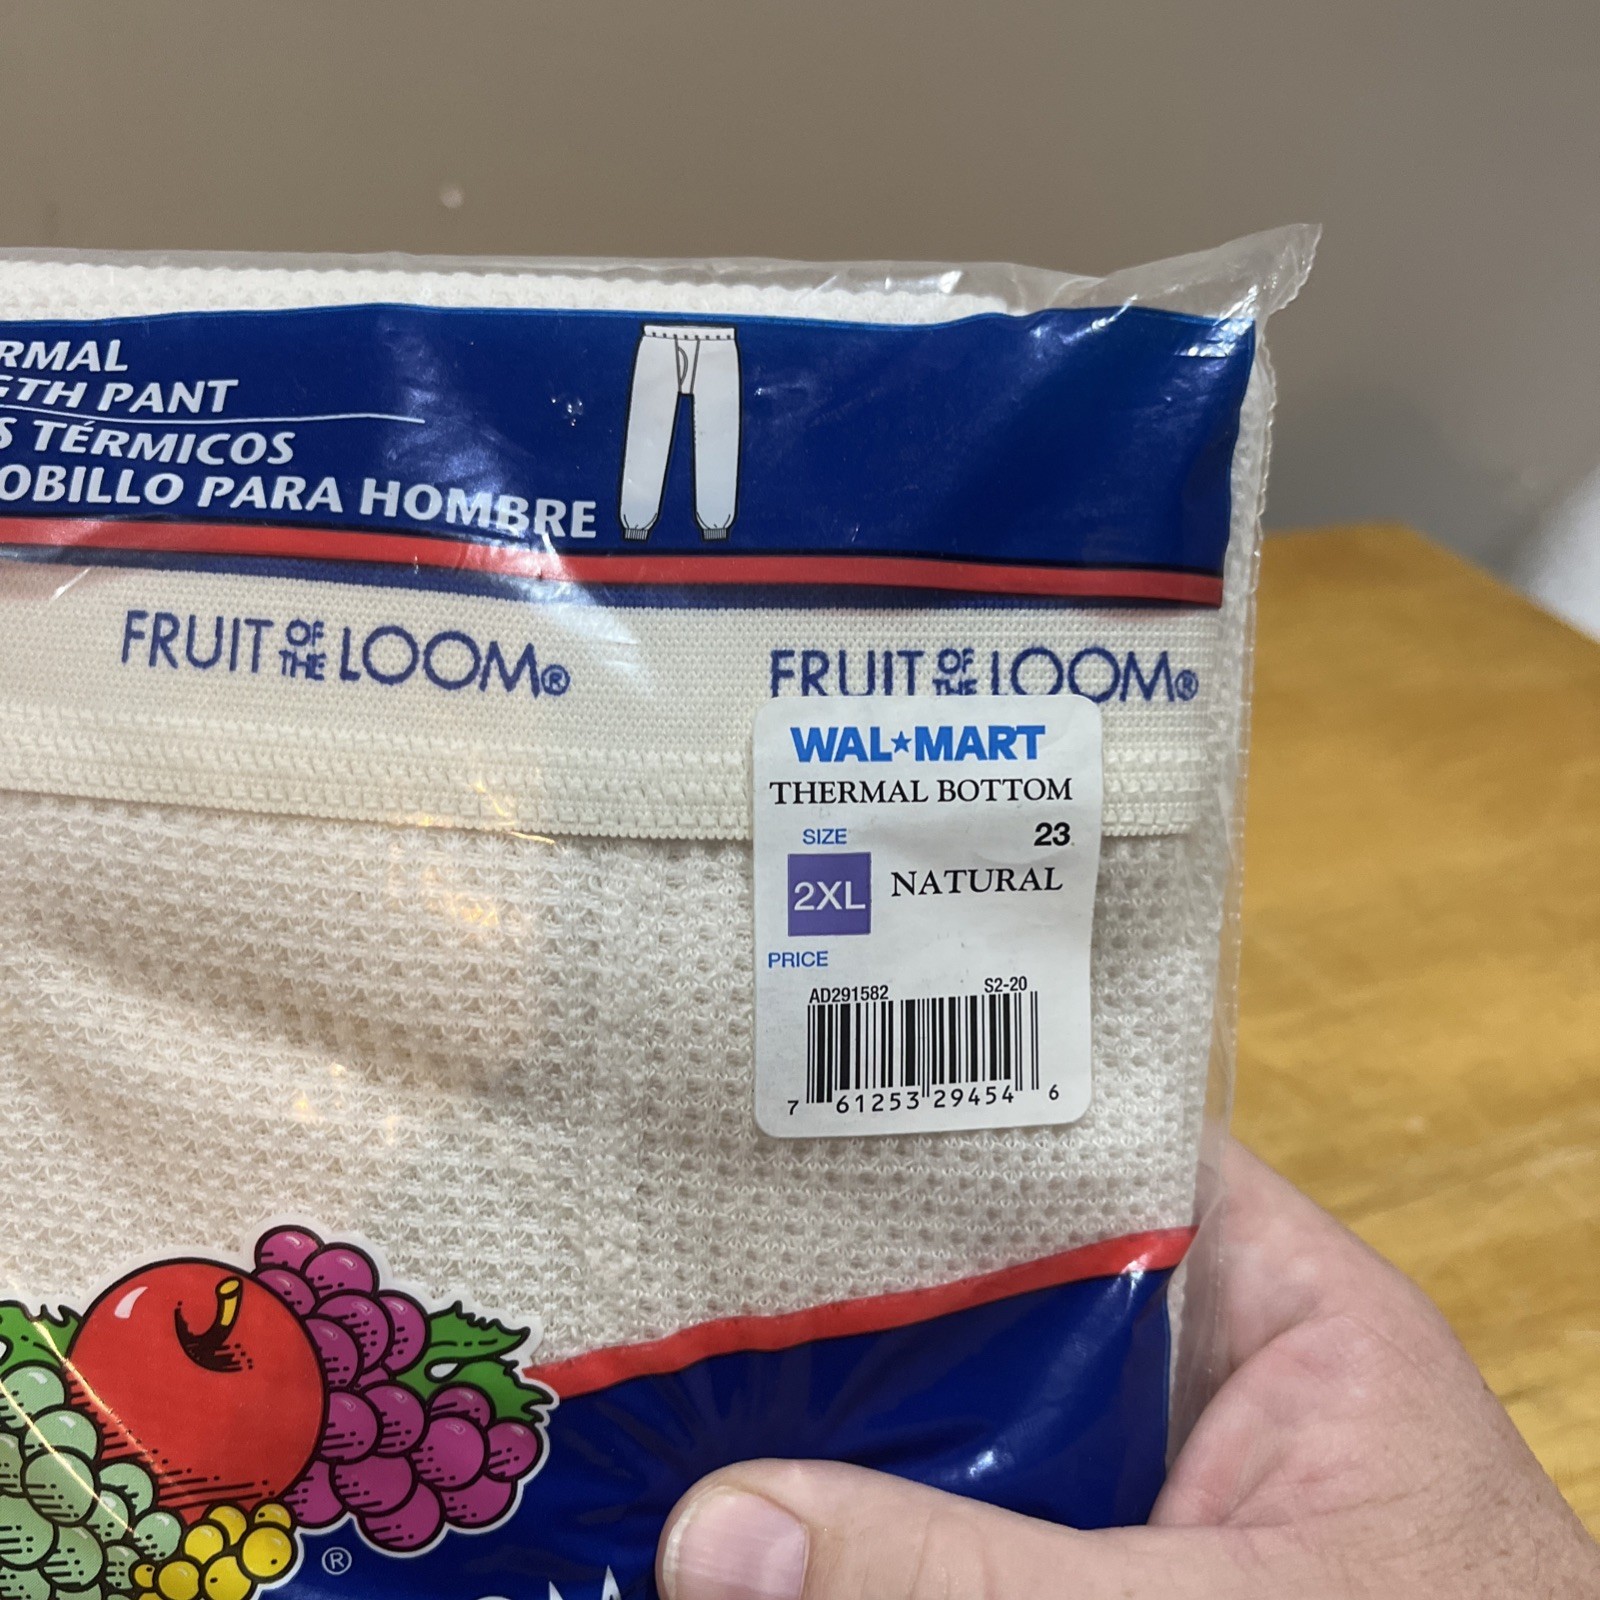 RMAL
GTH PANT
S TÉRMICOS
OBILLO PARA HOMBRE
FRUIT OF THE LOOM®
FRUIT OF THE LOOM®
WAL★MART
THERMAL BOTTOM
SIZE
23
2XL
NATURAL
PRICE
AD291582
S2-20
7 61253 29454 6
®